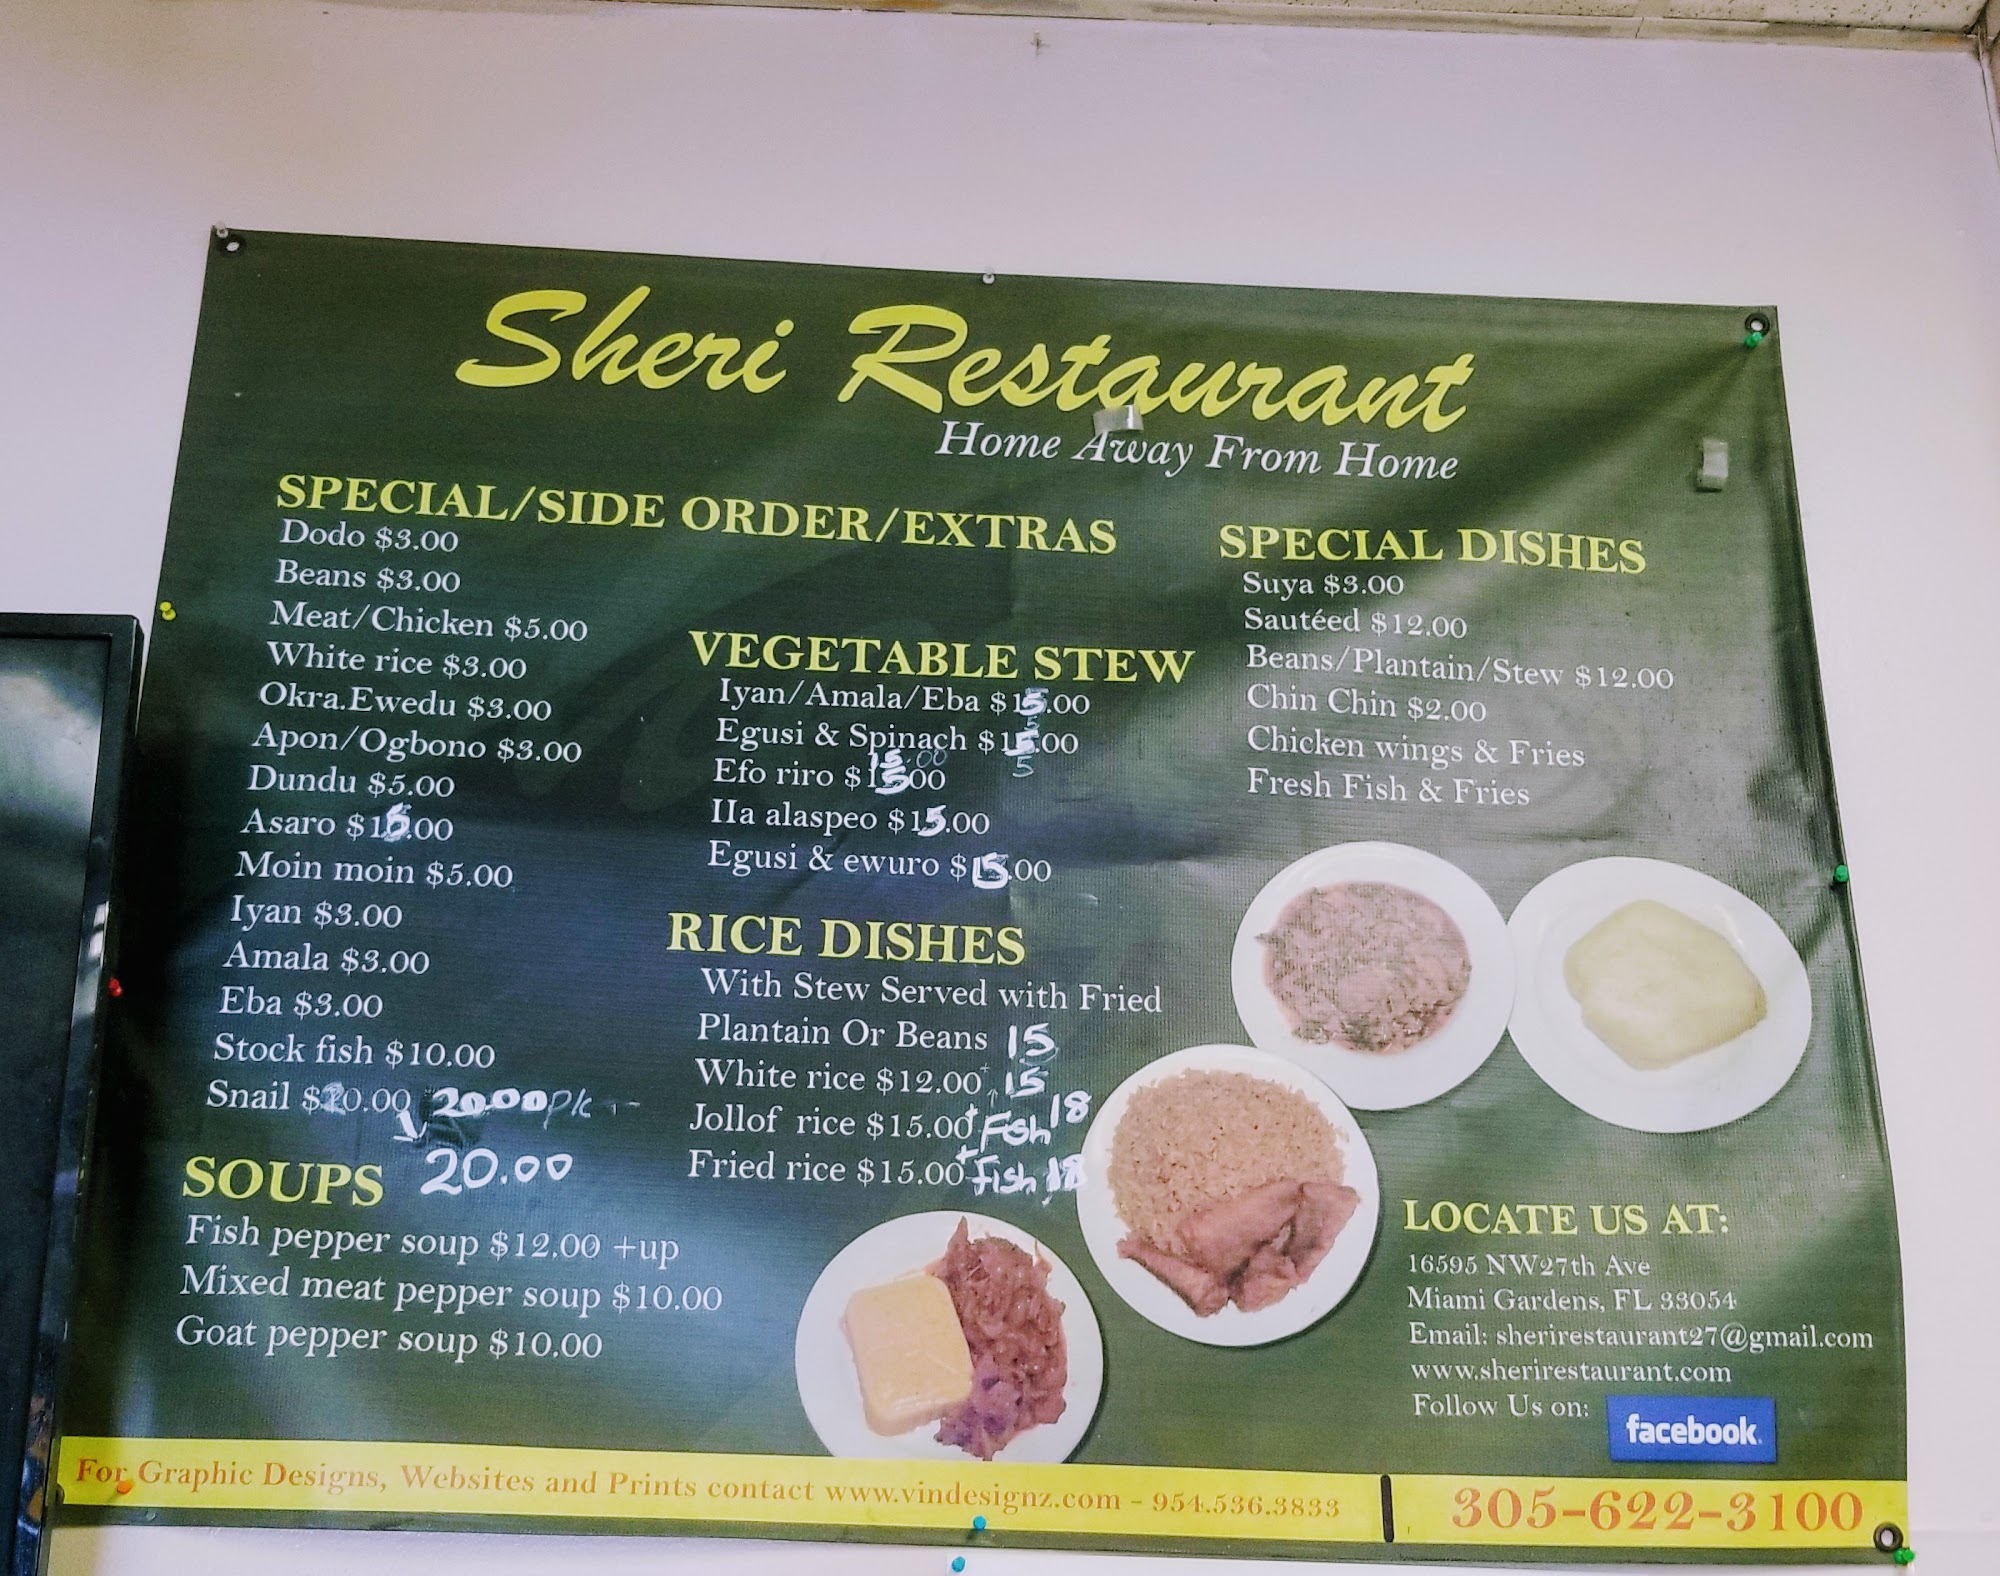 Sheri Restaurant
Home Away From Home
SPECIAL/SIDE ORDER/EXTRAS
Dodo $3.00
Beans $3.00
Meat/Chicken $5.00
White rice $3.00
Okra.Ewedu $3.00
Apon/Ogbono $3.00
Dundu $5.00
Asaro $15.00
Moin moin $5.00
Iyan $3.00
Amala $3.00
Eba $3.00
Stock fish $10.00
Snail $20.00 20.00 pk
SOUPS 20.00
Fish pepper soup $12.00 +up
Mixed meat pepper soup $10.00
Goat pepper soup $10.00
VEGETABLE STEW
Iyan/Amala/Eba $15.00
Egusi & Spinach $15.00
5
15.00
Efo riro $15.00
IIa alaspeo $15.00
Egusi & ewuro $15.00
RICE DISHES
With Stew Served with Fried
Plantain Or Beans 15
White rice $12.00 + 15
Jollof rice $15.00 + Fish 18
Fried rice $15.00 + Fish 18
SPECIAL DISHES
Suya $3.00
Sautéed $12.00
Beans/Plantain/Stew $12.00
Chin Chin $2.00
Chicken wings & Fries
Fresh Fish & Fries
LOCATE US AT:
16595 NW27th Ave
Miami Gardens, FL 33054
Email: sherirestaurant27@gmail.com
www.sherirestaurant.com
Follow Us on: facebook.
For Graphic Designs, Websites and Prints contact www.vindesignz.com - 954.536.3833
305-622-3100